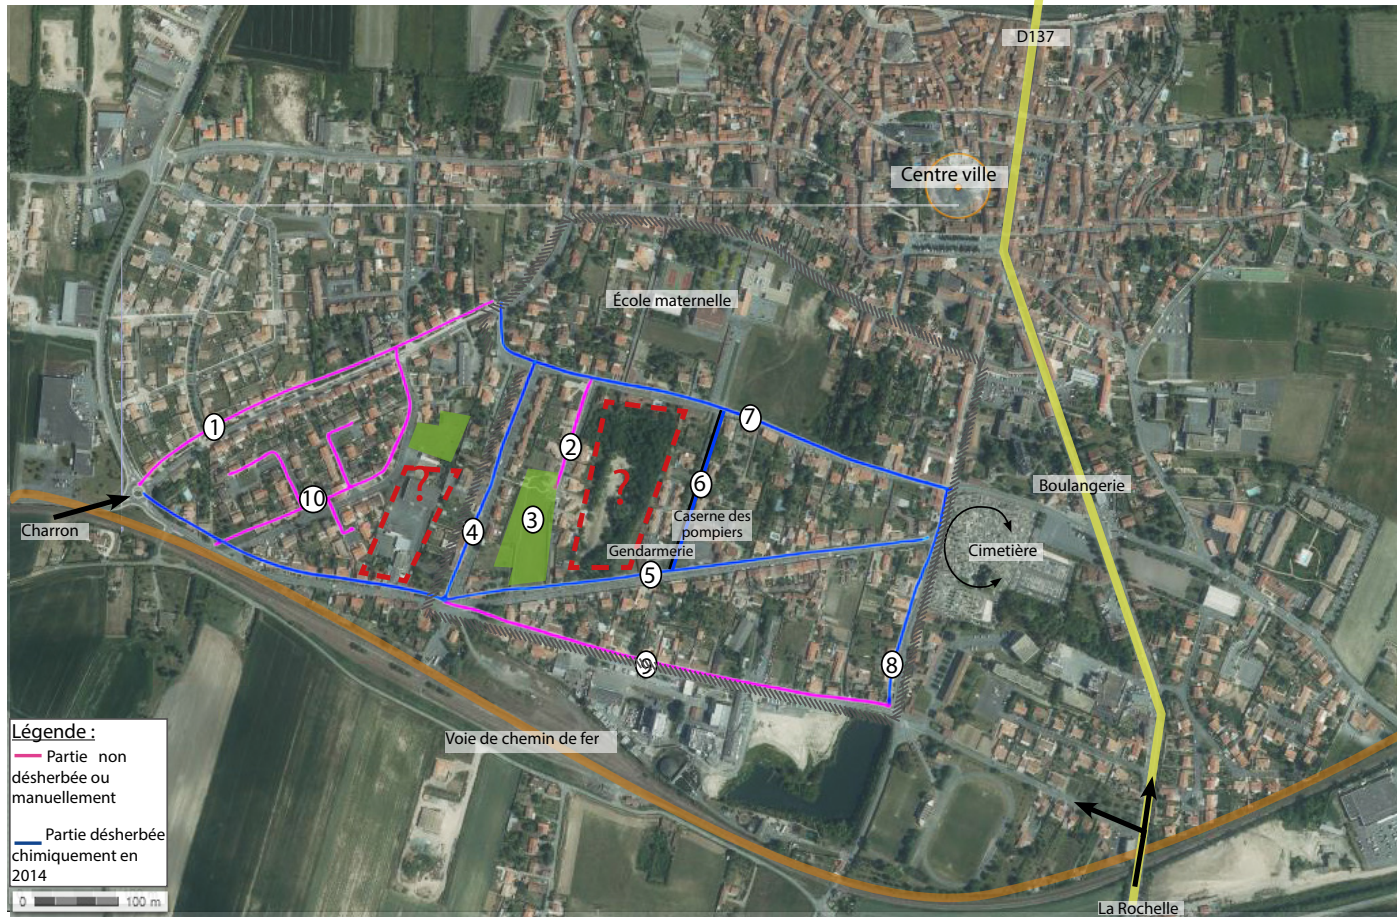 D137
Centre ville
École maternelle
1
2
7
Boulangerie
6
10
?
?
3
Caserne des
pompiers
Charron
4
Gendarmerie
Cimetière
5
9
8
Voie de chemin de fer
Légende :
Partie non
désherbée ou
manuellement
Partie désherbée
chimiquement en
2014
0 100 m
La Rochelle